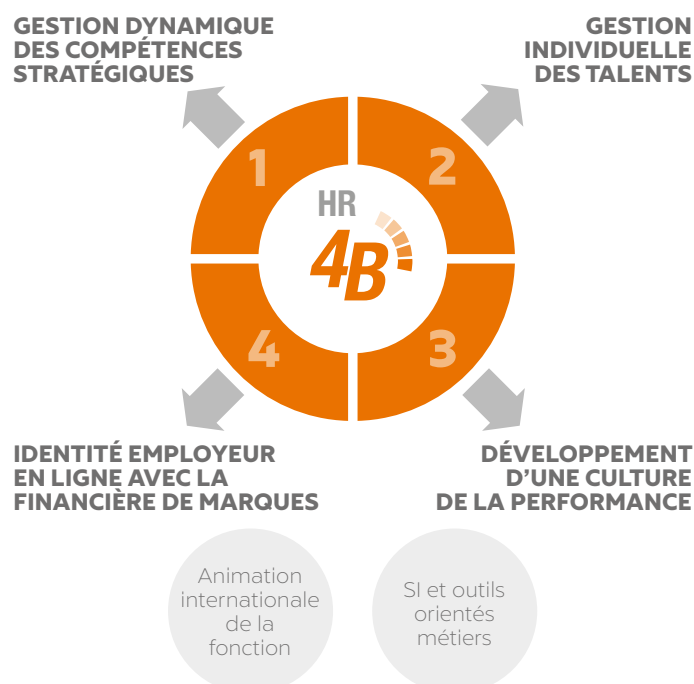 GESTION DYNAMIQUE
DES COMPÉTENCES
STRATÉGIQUES
GESTION
INDIVIDUELLE
DES TALENTS
1
2
HR
4B
4
3
IDENTITÉ EMPLOYEUR
EN LIGNE AVEC LA
FINANCIÈRE DE MARQUES
DÉVELOPPEMENT
D’UNE CULTURE
DE LA PERFORMANCE
Animation
internationale
de la
fonction
SI et outils
orientés
métiers